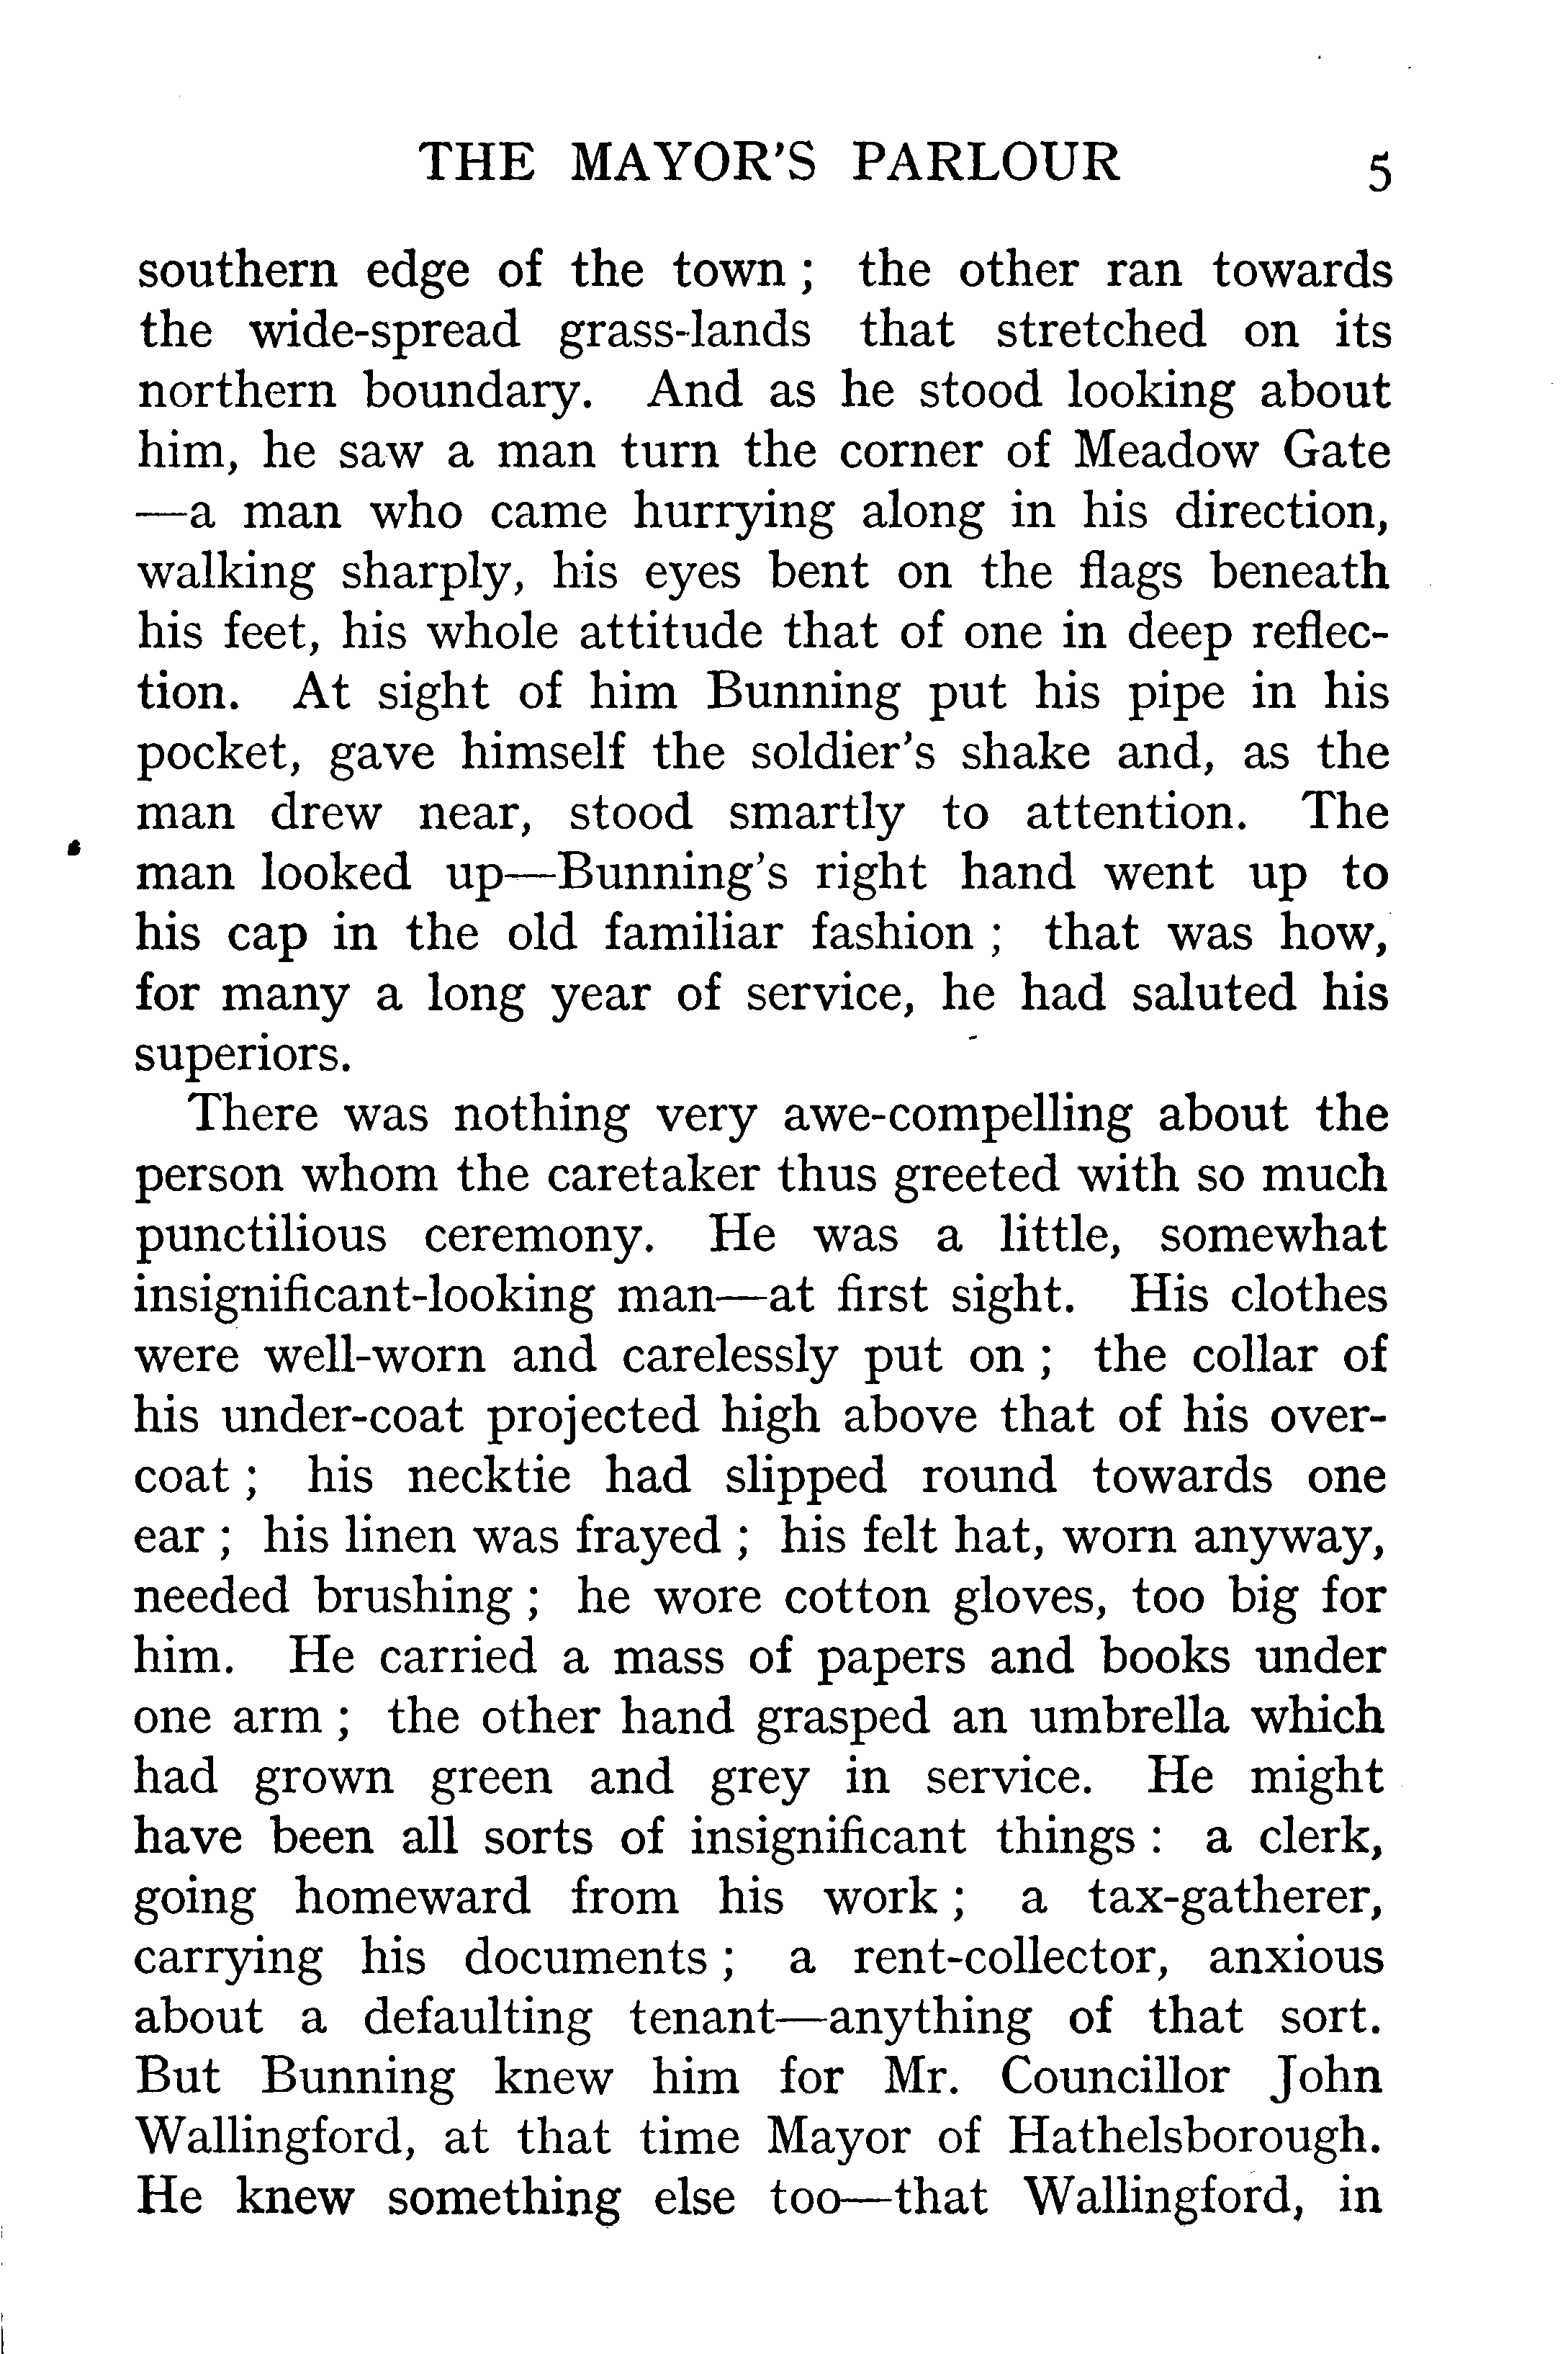 THE MAYOR'S PARLOUR 5
southern edge of the town ; the other ran towards
the wide-spread grass-lands that stretched on its
northern boundary. And as he stood looking about
him, he saw a man turn the corner of Meadow Gate
—a man who came hurrying along in his direction,
walking sharply, his eyes bent on the flags beneath
his feet, his whole attitude that of one in deep reflec-
tion. At sight of him Bunning put his pipe in his
pocket, gave himself the soldier's shake and, as the
man drew near, stood smartly to attention. The
man looked up—Bunning's right hand went up to
his cap in the old familiar fashion ; that was how,
for many a long year of service, he had saluted his
superiors.
There was nothing very awe-compelling about the
person whom the caretaker thus greeted with so much
punctilious ceremony. He was a little, somewhat
insignificant-looking man—at first sight. His clothes
were well-worn and carelessly put on ; the collar of
his under-coat projected high above that of his over-
coat ; his necktie had slipped round towards one
ear ; his linen was frayed ; his felt hat, worn anyway,
needed brushing ; he wore cotton gloves, too big for
him. He carried a mass of papers and books under
one arm ; the other hand grasped an umbrella which
had grown green and grey in service. He might
have been all sorts of insignificant things : a clerk,
going homeward from his work ; a tax-gatherer,
carrying his documents ; a rent-collector, anxious
about a defaulting tenant—anything of that sort.
But Bunning knew him for Mr. Councillor John
Wallingford, at that time Mayor of Hathelsborough.
He knew something else too—that Wallingford, in